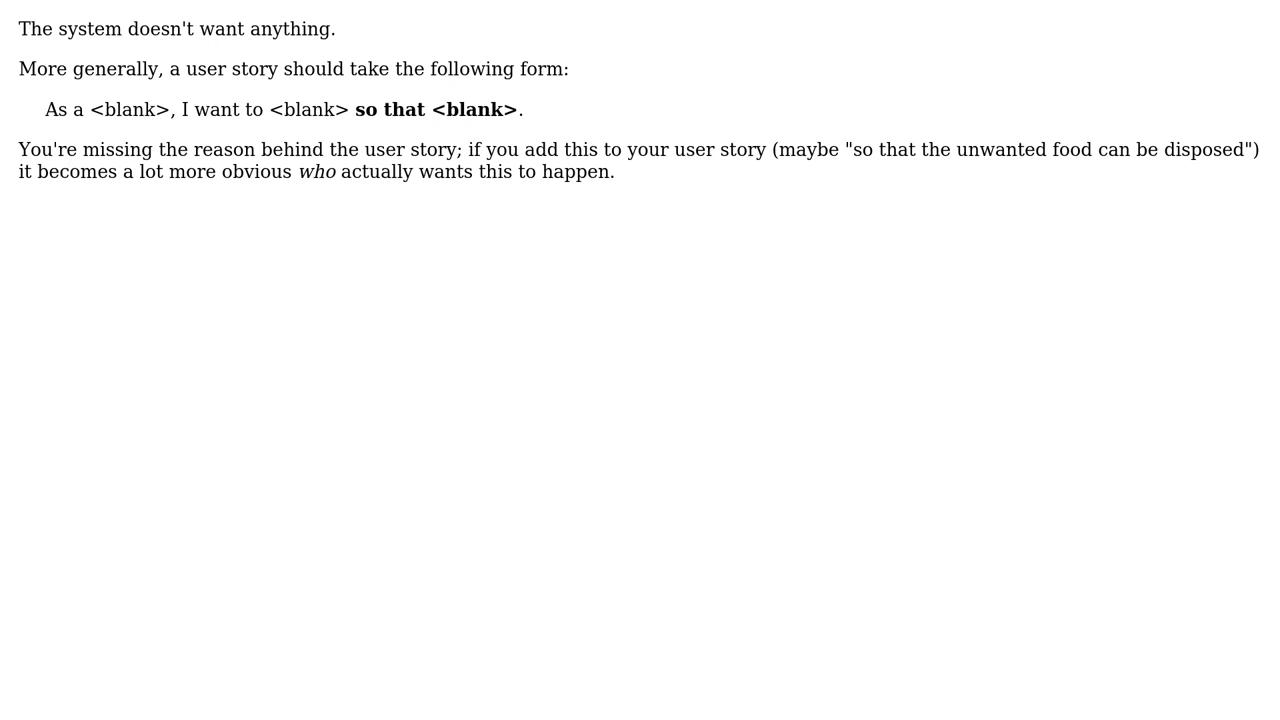 The system doesn't want anything.
More generally, a user story should take the following form:
As a <blank>, I want to <blank> so that <blank>.
You're missing the reason behind the user story; if you add this to your user story (maybe "so that the unwanted food can be disposed")
it becomes a lot more obvious who actually wants this to happen.